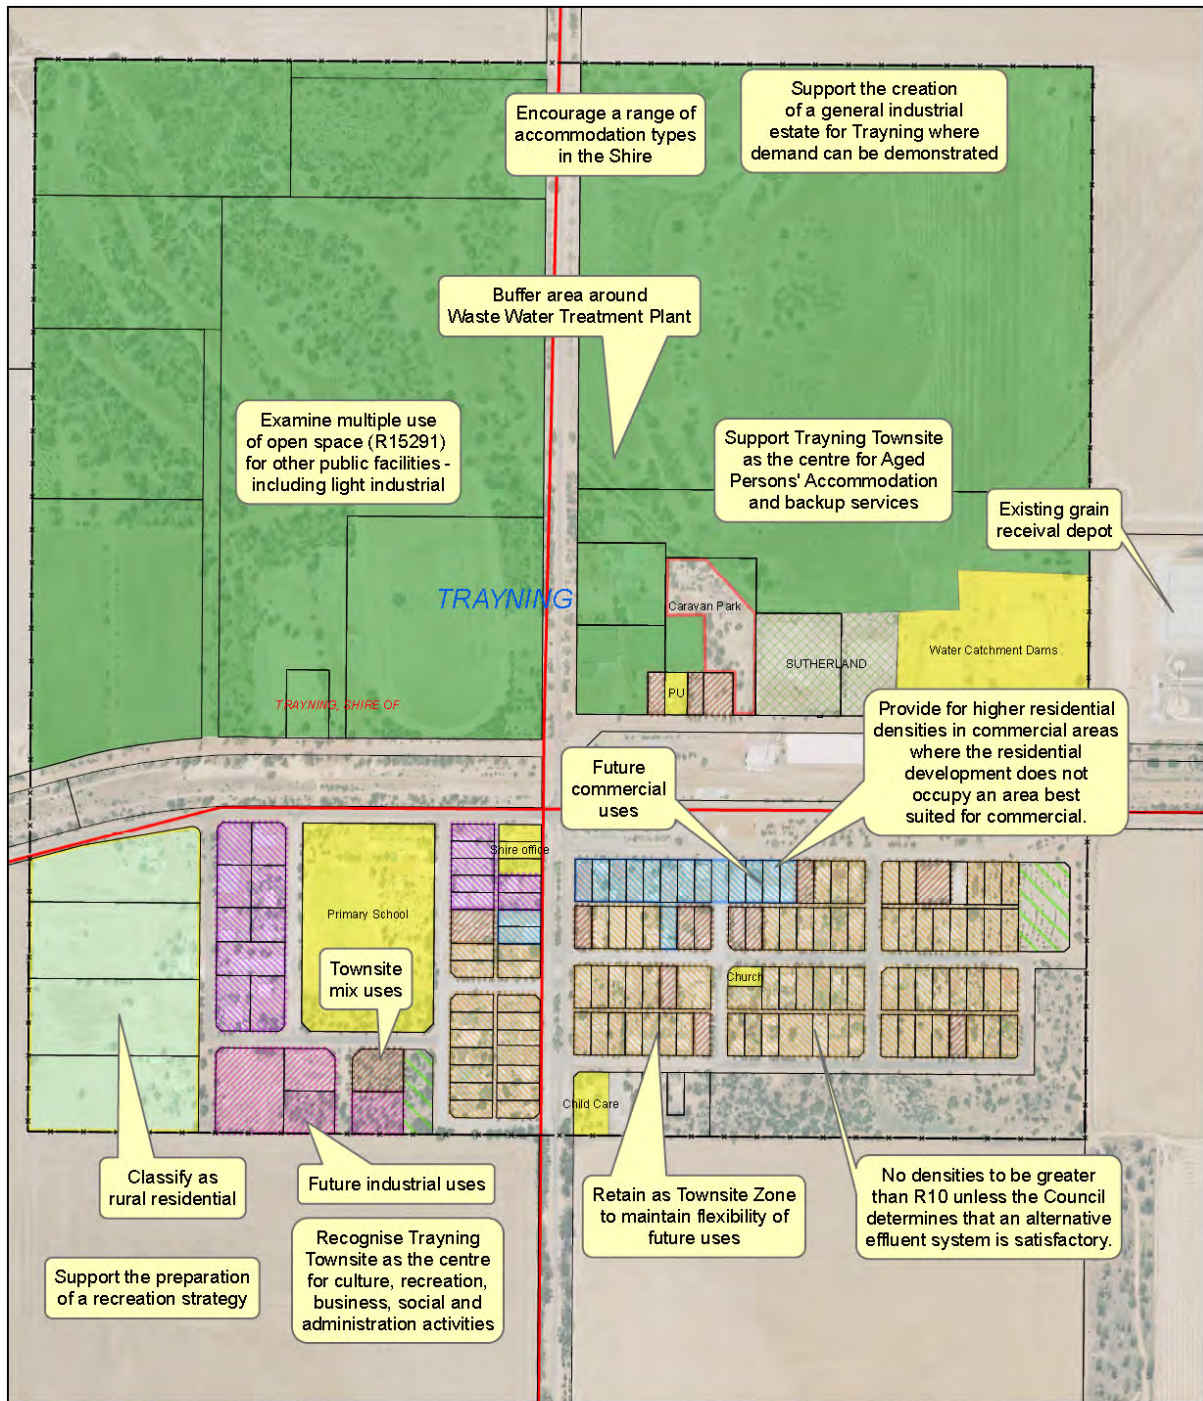 Encourage a range of
accommodation types
in the Shire
Support the creation
of a general industrial
estate for Trayning where
demand can be demonstrated
Buffer area around
Waste Water Treatment Plant
Examine multiple use
of open space (R15291)
for other public facilities -
including light industrial
Support Trayning Townsite
as the centre for Aged
Persons' Accommodation
and backup services
Existing grain
receival depot
TRAYNING
Caravan Park
SUTHERLAND
Water Catchment Dams
PU
TRAYNING, SHIRE OF
Provide for higher residential
densities in commercial areas
where the residential
development does not
occupy an area best
suited for commercial.
Future
commercial
uses
Shire office
Primary School
Townsite
mix uses
Church
Child Care
Classify as
rural residential
Future industrial uses
Retain as Townsite Zone
to maintain flexibility of
future uses
No densities to be greater
than R10 unless the Council
determines that an alternative
effluent system is satisfactory.
Support the preparation
of a recreation strategy
Recognise Trayning
Townsite as the centre
for culture, recreation,
business, social and
administration activities